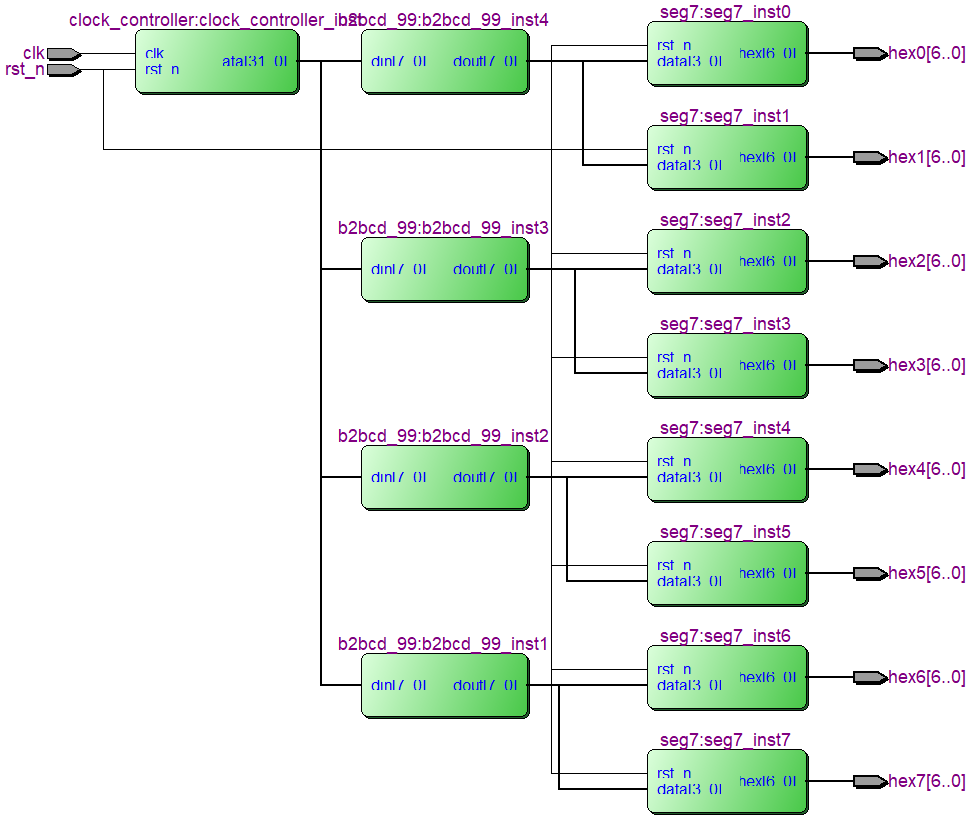 clock_controller:clock_controller_inst
b2bcd_99:b2bcd_99_inst4
seg7:seg7_inst0
clk
rst_n
clk
rst_n
ata[31..0]
din[7..0]
dout[7..0]
rst_n
data[3..0]
hex[6..0]
hex0[6..0]
seg7:seg7_inst1
rst_n
data[3..0]
hex[6..0]
hex1[6..0]
b2bcd_99:b2bcd_99_inst3
seg7:seg7_inst2
din[7..0]
dout[7..0]
rst_n
data[3..0]
hex[6..0]
hex2[6..0]
seg7:seg7_inst3
rst_n
data[3..0]
hex[6..0]
hex3[6..0]
b2bcd_99:b2bcd_99_inst2
seg7:seg7_inst4
din[7..0]
dout[7..0]
rst_n
data[3..0]
hex[6..0]
hex4[6..0]
seg7:seg7_inst5
rst_n
data[3..0]
hex[6..0]
hex5[6..0]
b2bcd_99:b2bcd_99_inst1
seg7:seg7_inst6
din[7..0]
dout[7..0]
rst_n
data[3..0]
hex[6..0]
hex6[6..0]
seg7:seg7_inst7
rst_n
data[3..0]
hex[6..0]
hex7[6..0]